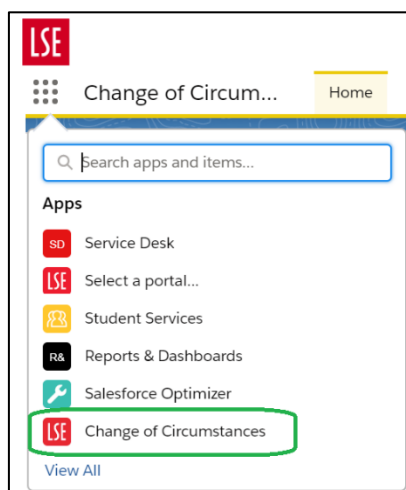 LSE
Change of Circum... Home
Search apps and items...
Apps
SD Service Desk
LSE Select a portal...
Student Services
R& Reports & Dashboards
Salesforce Optimizer
LSE Change of Circumstances
View All